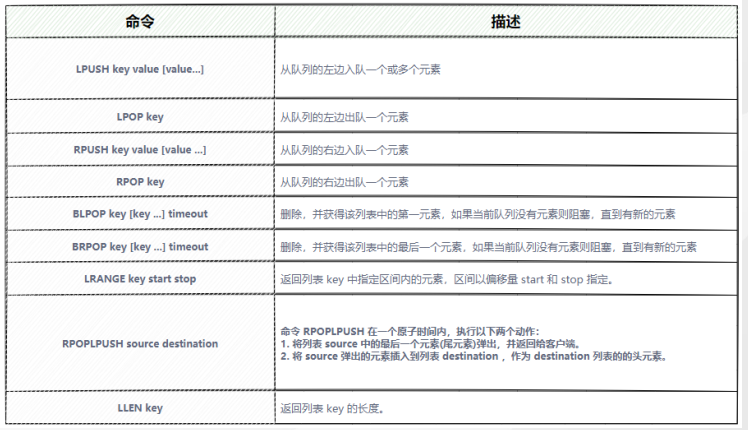 命令 描述
LPUSH key value [value...] 从队列的左边入队一个或多个元素
LPOP key 从队列的左边出队一个元素
RPUSH key value [value ...] 从队列的右边入队一个元素
RPOP key 从队列的右边出队一个元素
BLPOP key [key ...] timeout 删除，并获得该列表中的第一元素，如果当前队列没有元素则阻塞，直到有新的元素
BRPOP key [key ...] timeout 删除，并获得该列表中的最后一个元素，如果当前队列没有元素则阻塞，直到有新的元素
LRANGE key start stop 返回列表 key 中指定区间内的元素，区间以偏移量 start 和 stop 指定。
RPOPLPUSH source destination
命令 RPOPLPUSH 在一个原子时间内，执行以下两个动作：
1. 将列表 source 中的最后一个元素(尾元素)弹出，并返回给客户端。
2. 将 source 弹出的元素插入到列表 destination ，作为 destination 列表的的头元素。
LLEN key 返回列表 key 的长度。